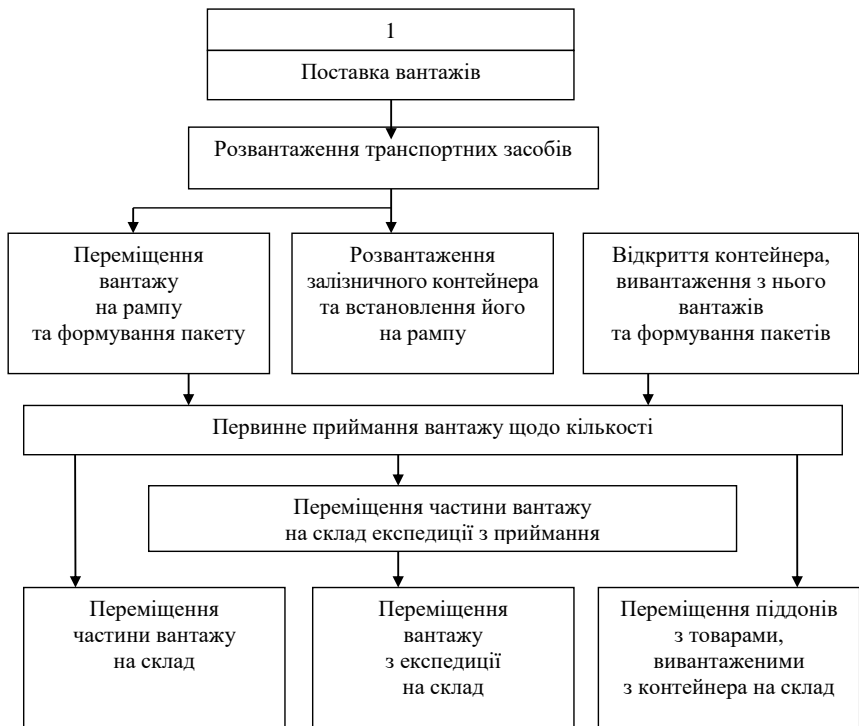 1
Поставка вантажів
Розвантаження транспортних засобів
Переміщення
вантажу
на рампу
та формування пакету
Розвантаження
залізничного контейнера
та встановлення його
на рампу
Відкриття контейнера,
вивантаження з нього
вантажів
та формування пакетів
Первинне приймання вантажу щодо кількості
Переміщення частини вантажу
на склад експедиції з приймання
Переміщення
частини вантажу
на склад
Переміщення
вантажу
з експедиції
на склад
Переміщення піддонів
з товарами,
вивантаженими
з контейнера на склад